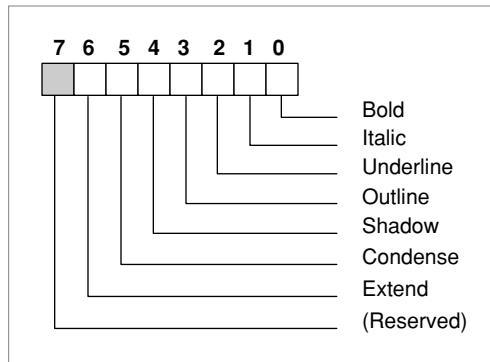 7 6 5 4 3 2 1 0
Bold
Italic
Underline
Outline
Shadow
Condense
Extend
(Reserved)